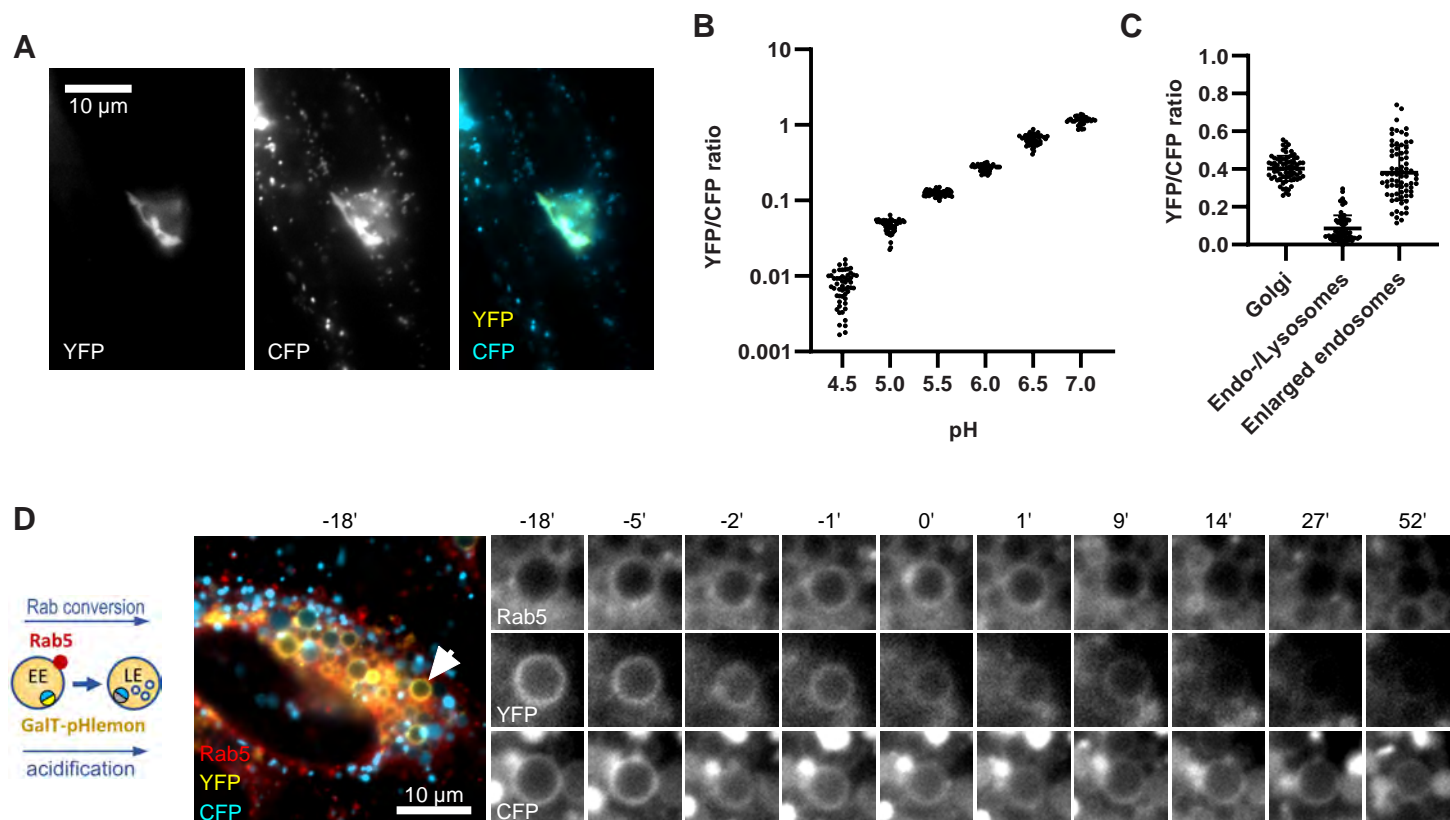 A
10 µm
YFP
CFP
YFP
CFP
B
10
1
0.1
0.01
0.001
YFP/CFP ratio
4.5 5.0 5.5 6.0 6.5 7.0
pH
C
1.0
0.8
0.6
0.4
0.2
0.0
YFP/CFP ratio
Golgi
Endo-/Lysosomes
Enlarged endosomes
D
Rab conversion
Rab5
EE LE
GalT-pHlemon
acidification
-18'
Rab5
YFP
CFP
10 µm
-18' -5' -2' -1' 0' 1' 9' 14' 27' 52'
Rab5
YFP
CFP